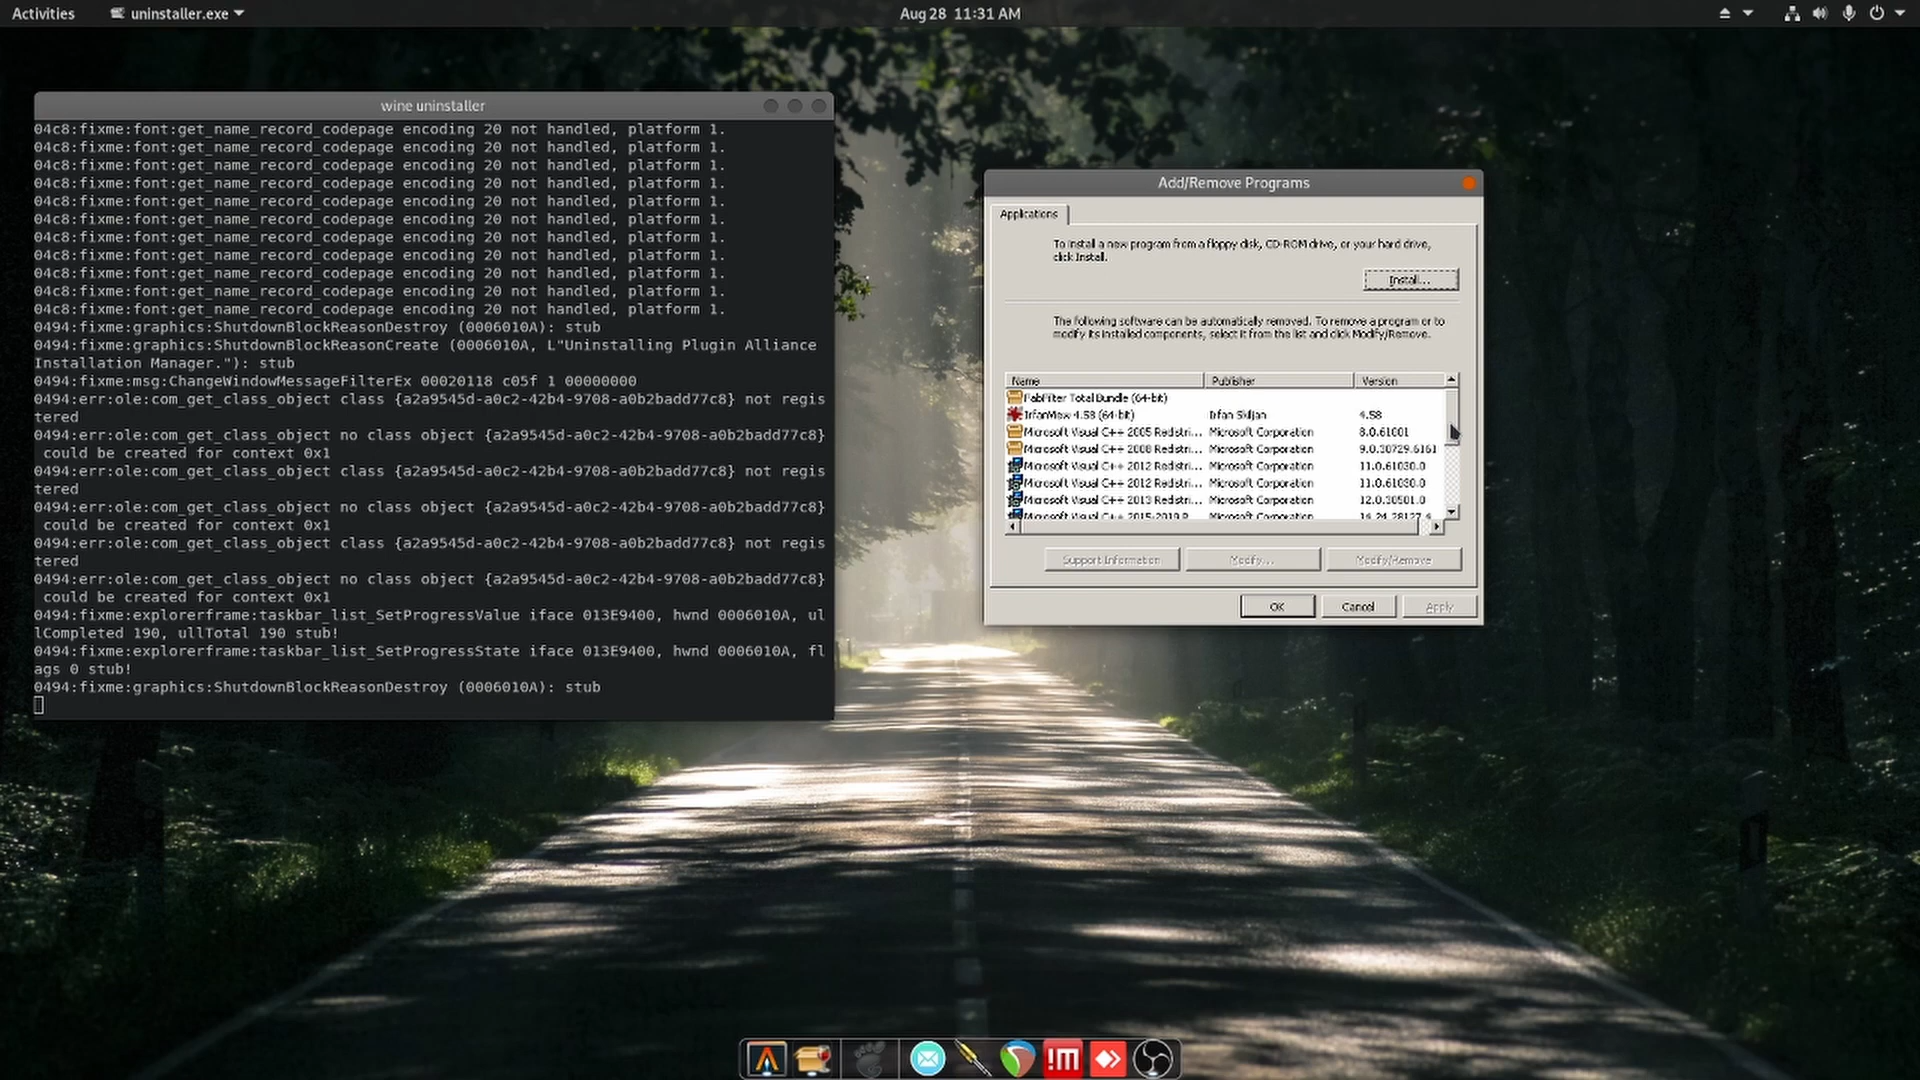 Activities
uninstaller.exe
Aug 28 11:31 AM
wine uninstaller
04c8:fixme:font:get_name_record_codepage encoding 20 not handled, platform 1.
04c8:fixme:font:get_name_record_codepage encoding 20 not handled, platform 1.
04c8:fixme:font:get_name_record_codepage encoding 20 not handled, platform 1.
04c8:fixme:font:get_name_record_codepage encoding 20 not handled, platform 1.
04c8:fixme:font:get_name_record_codepage encoding 20 not handled, platform 1.
04c8:fixme:font:get_name_record_codepage encoding 20 not handled, platform 1.
04c8:fixme:font:get_name_record_codepage encoding 20 not handled, platform 1.
04c8:fixme:font:get_name_record_codepage encoding 20 not handled, platform 1.
04c8:fixme:font:get_name_record_codepage encoding 20 not handled, platform 1.
04c8:fixme:font:get_name_record_codepage encoding 20 not handled, platform 1.
04c8:fixme:font:get_name_record_codepage encoding 20 not handled, platform 1.
0494:fixme:graphics:ShutdownBlockReasonDestroy (0006010A): stub
0494:fixme:graphics:ShutdownBlockReasonCreate (0006010A, L"Uninstalling Plugin Alliance
Installation Manager."): stub
0494:fixme:msg:ChangeWindowMessageFilterEx 00020118 c05f 1 00000000
0494:err:ole:com_get_class_object class {a2a9545d-a0c2-42b4-9708-a0b2badd77c8} not regis
tered
0494:err:ole:com_get_class_object no class object {a2a9545d-a0c2-42b4-9708-a0b2badd77c8}
could be created for context 0x1
0494:err:ole:com_get_class_object class {a2a9545d-a0c2-42b4-9708-a0b2badd77c8} not regis
tered
0494:err:ole:com_get_class_object no class object {a2a9545d-a0c2-42b4-9708-a0b2badd77c8}
could be created for context 0x1
0494:err:ole:com_get_class_object class {a2a9545d-a0c2-42b4-9708-a0b2badd77c8} not regis
tered
0494:err:ole:com_get_class_object no class object {a2a9545d-a0c2-42b4-9708-a0b2badd77c8}
could be created for context 0x1
0494:fixme:explorerframe:taskbar_list_SetProgressValue iface 013E9400, hwnd 0006010A, ul
lCompleted 190, ullTotal 190 stub!
0494:fixme:explorerframe:taskbar_list_SetProgressState iface 013E9400, hwnd 0006010A, fl
ags 0 stub!
0494:fixme:graphics:ShutdownBlockReasonDestroy (0006010A): stub
Add/Remove Programs
Applications
To install a new program from a floppy disk, CD-ROM drive, or your hard drive,
click Install.
Install...
The following software can be automatically removed. To remove a program or to
modify its installed components, select it from the list and click Modify/Remove.
Name Publisher Version
FabFilter Total Bundle (64-bit)
IrfanView 4.58 (64-bit) Irfan Skiljan 4.58
Microsoft Visual C++ 2005 Redistri... Microsoft Corporation 8.0.61001
Microsoft Visual C++ 2008 Redistri... Microsoft Corporation 9.0.30729.6161
Microsoft Visual C++ 2012 Redistri... Microsoft Corporation 11.0.61030.0
Microsoft Visual C++ 2012 Redistri... Microsoft Corporation 11.0.61030.0
Microsoft Visual C++ 2013 Redistri... Microsoft Corporation 12.0.30501.0
Microsoft Visual C++ 2015-2019 R... Microsoft Corporation 14.24.28127.4
Support Information Modify... Modify/Remove
OK Cancel Apply
!m